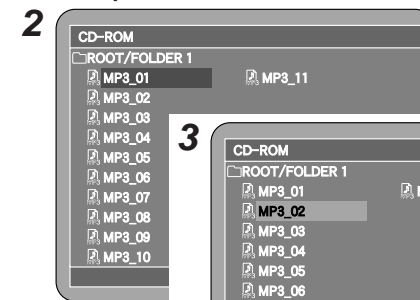 2
CD-ROM
ROOT/FOLDER 1
MP3_01 MP3_11
MP3_02
MP3_03
MP3_04
MP3_05
MP3_06
MP3_07
MP3_08
MP3_09
MP3_10
3
CD-ROM
ROOT/FOLDER 1
MP3_01
MP3_02
MP3_03
MP3_04
MP3_05
MP3_06